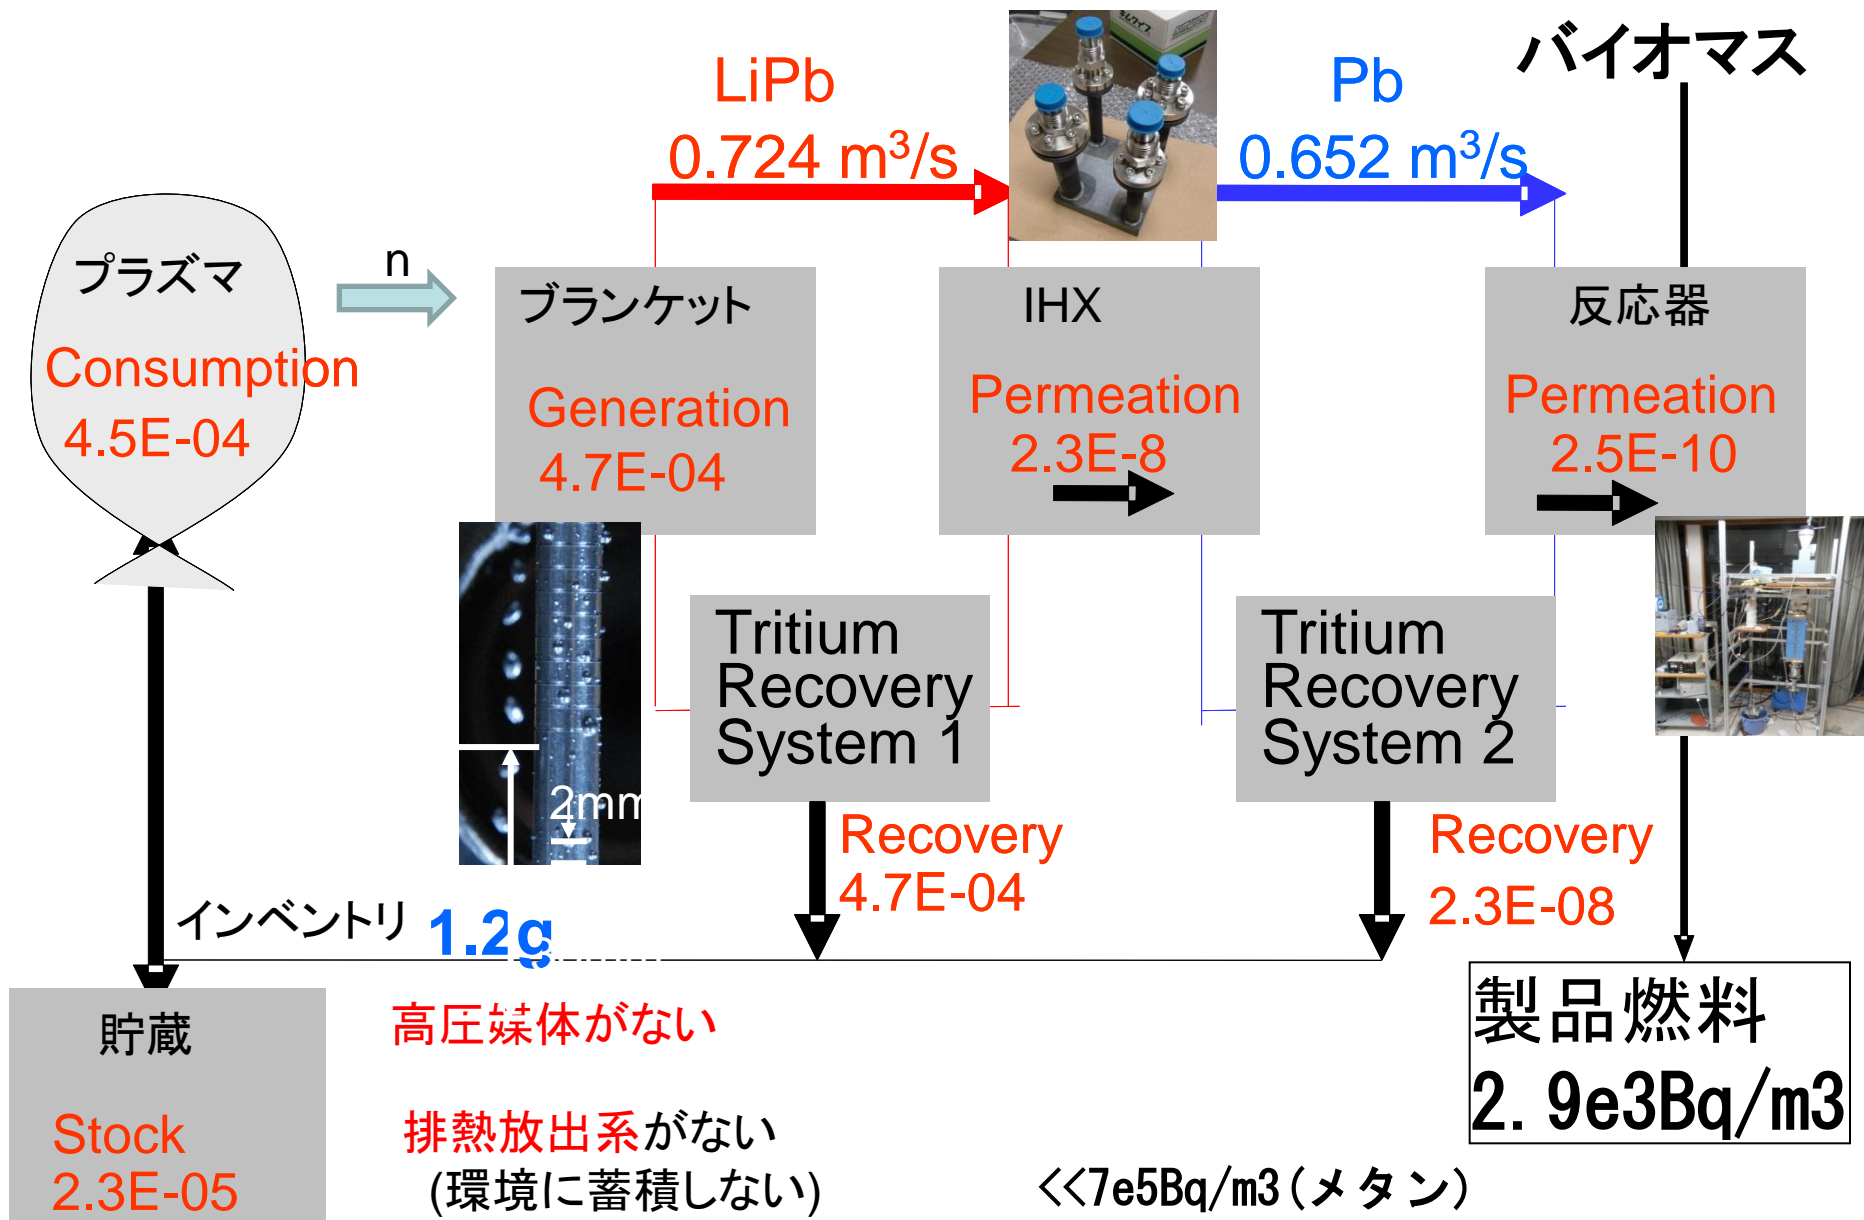 バイオマス
LiPb
0.724 m³/s
Pb
0.652 m³/s
キムワイプ
プラズマ
Consumption
4.5E-04
n
ブランケット
Generation
4.7E-04
IHX
Permeation
2.3E-8
反応器
Permeation
2.5E-10
2mm
Tritium
Recovery
System 1
Tritium
Recovery
System 2
Recovery
4.7E-04
Recovery
2.3E-08
インベントリ 1.2g
貯蔵
Stock
2.3E-05
高圧媒体がない
排熱放出系がない
(環境に蓄積しない)
製品燃料
2.9e3Bq/m3
<<7e5Bq/m3(メタン)